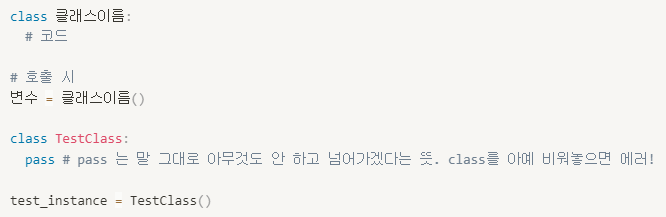 class 클래스이름:
  # 코드

# 호출 시
변수 = 클래스이름()

class TestClass:
  pass # pass 는 말 그대로 아무것도 안 하고 넘어가겠다는 뜻. class를 아예 비워놓으면 에러!

test_instance = TestClass()